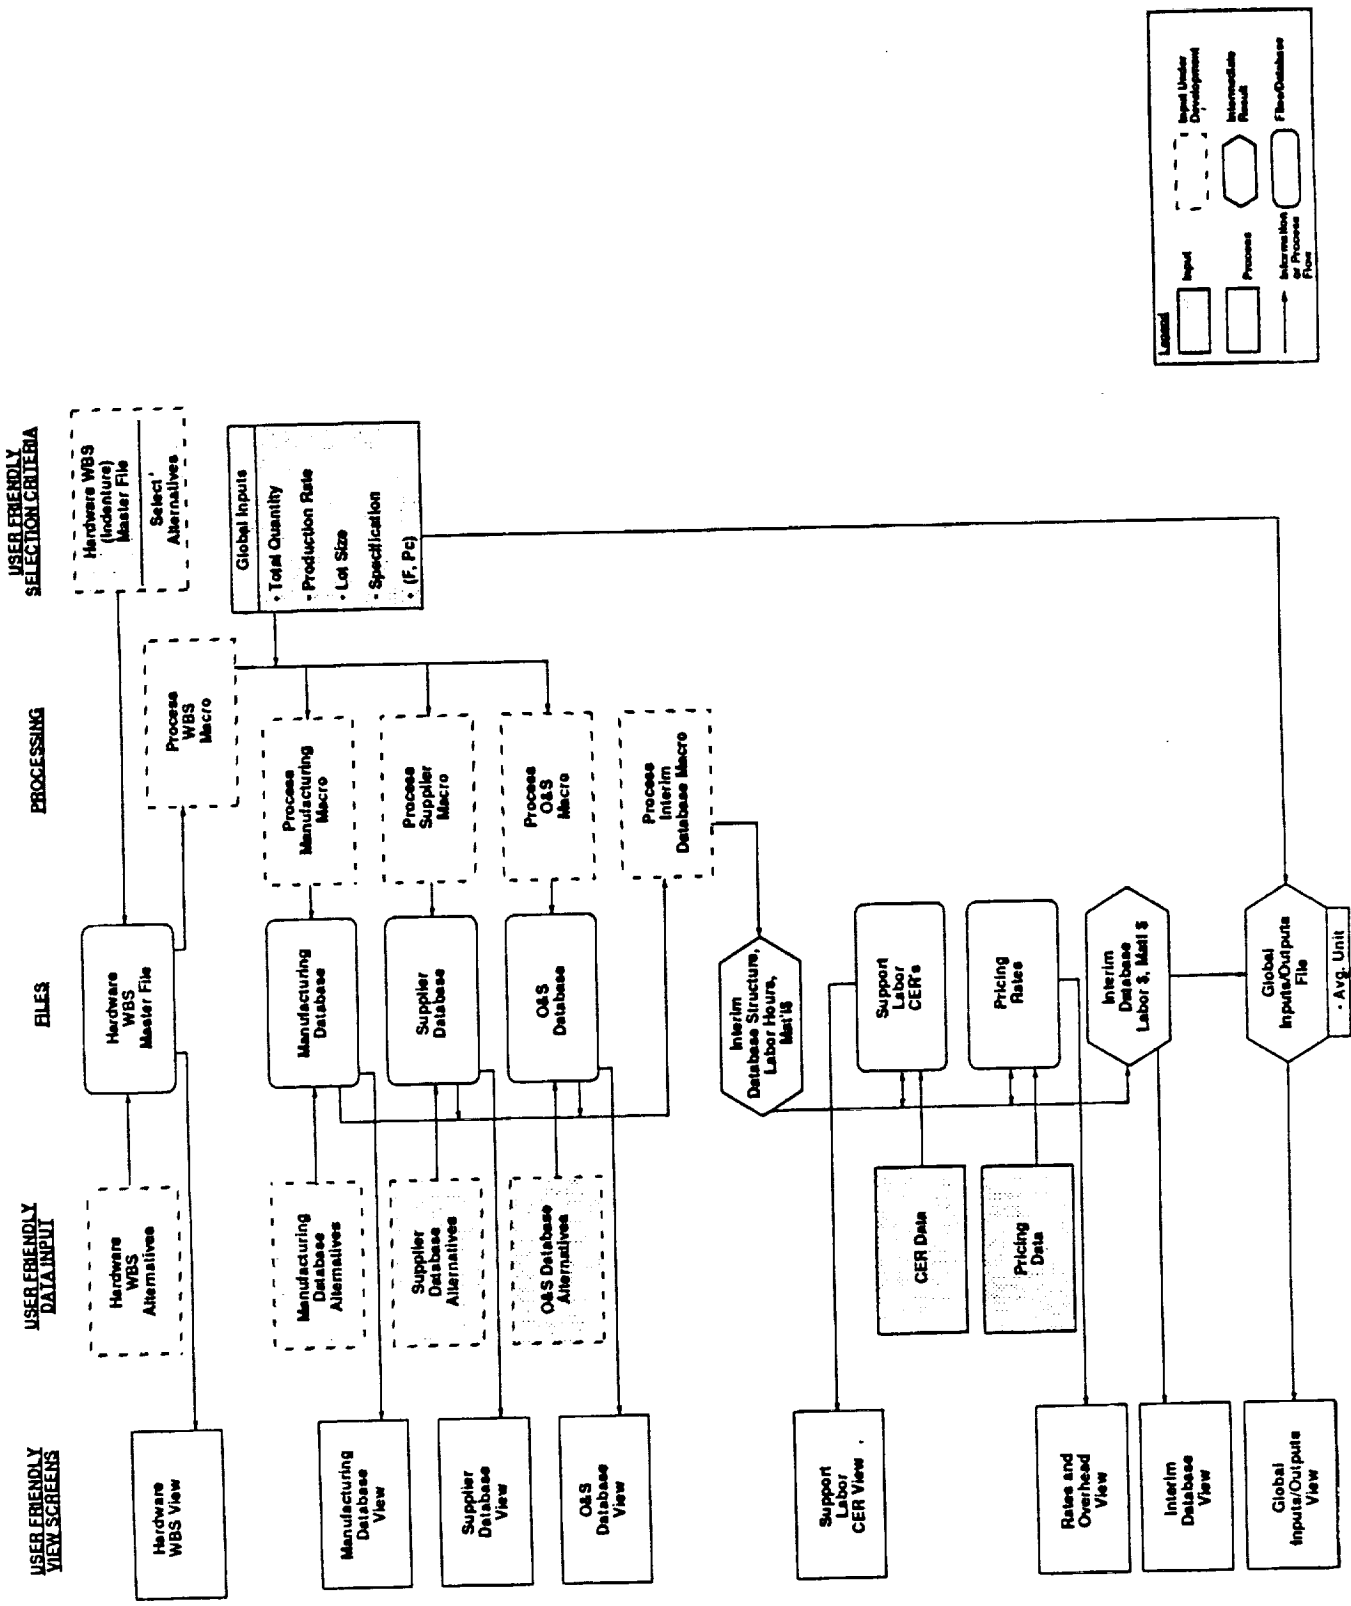 USER FRIENDLY
VIEW SCREENS
USER FRIENDLY
DATA INPUT
FILES
PROCESSING
USER FRIENDLY
SELECTION CRITERIA
Hardware
WBS View
Hardware
WBS
Alternatives
Hardware
WBS
Master File
Process
WBS
Macro
Hardware WBS
(Indenture)
Master File
Select
Alternatives
Manufacturing
Database
View
Manufacturing
Database
Alternatives
Manufacturing
Database
Process
Manufacturing
Macro
Global Inputs
• Total Quantity
• Production Rate
• Lot Size
• Specification
• (F, Pc)
Supplier
Database
View
Supplier
Database
Alternatives
Supplier
Database
Process
Supplier
Macro
O&S
Database
View
O&S Database
Alternatives
O&S
Database
Process
O&S
Macro
Process
Interim
Database Macro
Interim
Database Structure,
Labor Hours,
Mat'l$
Support
Labor
CER View
CER Data
Support
Labor
CER's
Rates and
Overhead
View
Pricing
Data
Pricing
Rates
Interim
Database
View
Interim
Database
Labor $, Matl $
Global
Inputs/Outputs
View
Global
Inputs/Outputs
File
• Avg. Unit
Legend
Input
Input Under
Development
Process
Intermediate
Result
Information
or Process
Flow
File/Database